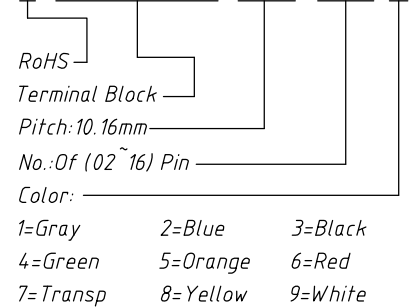 RoHS
Terminal Block
Pitch:10.16mm
No.:Of (02~16) Pin
Color:
1=Gray 2=Blue 3=Black
4=Green 5=Orange 6=Red
7=Transp 8=Yellow 9=White